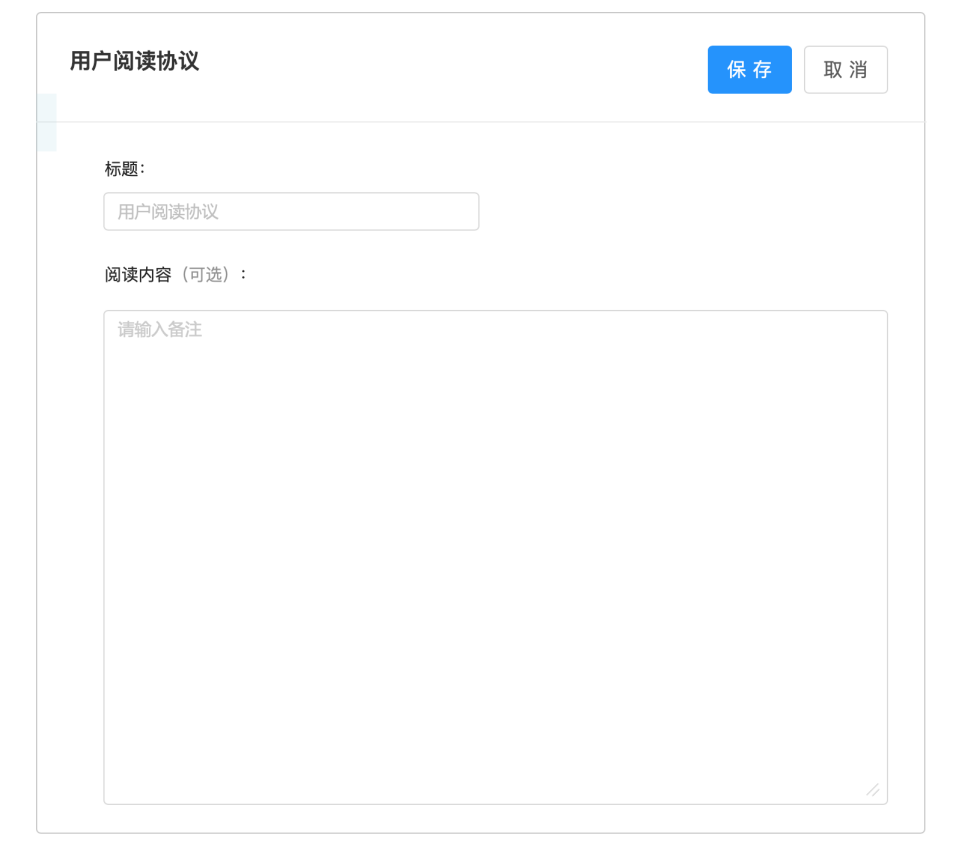 用户阅读协议
保 存
取 消
标题：
用户阅读协议
阅读内容（可选）：
请输入备注